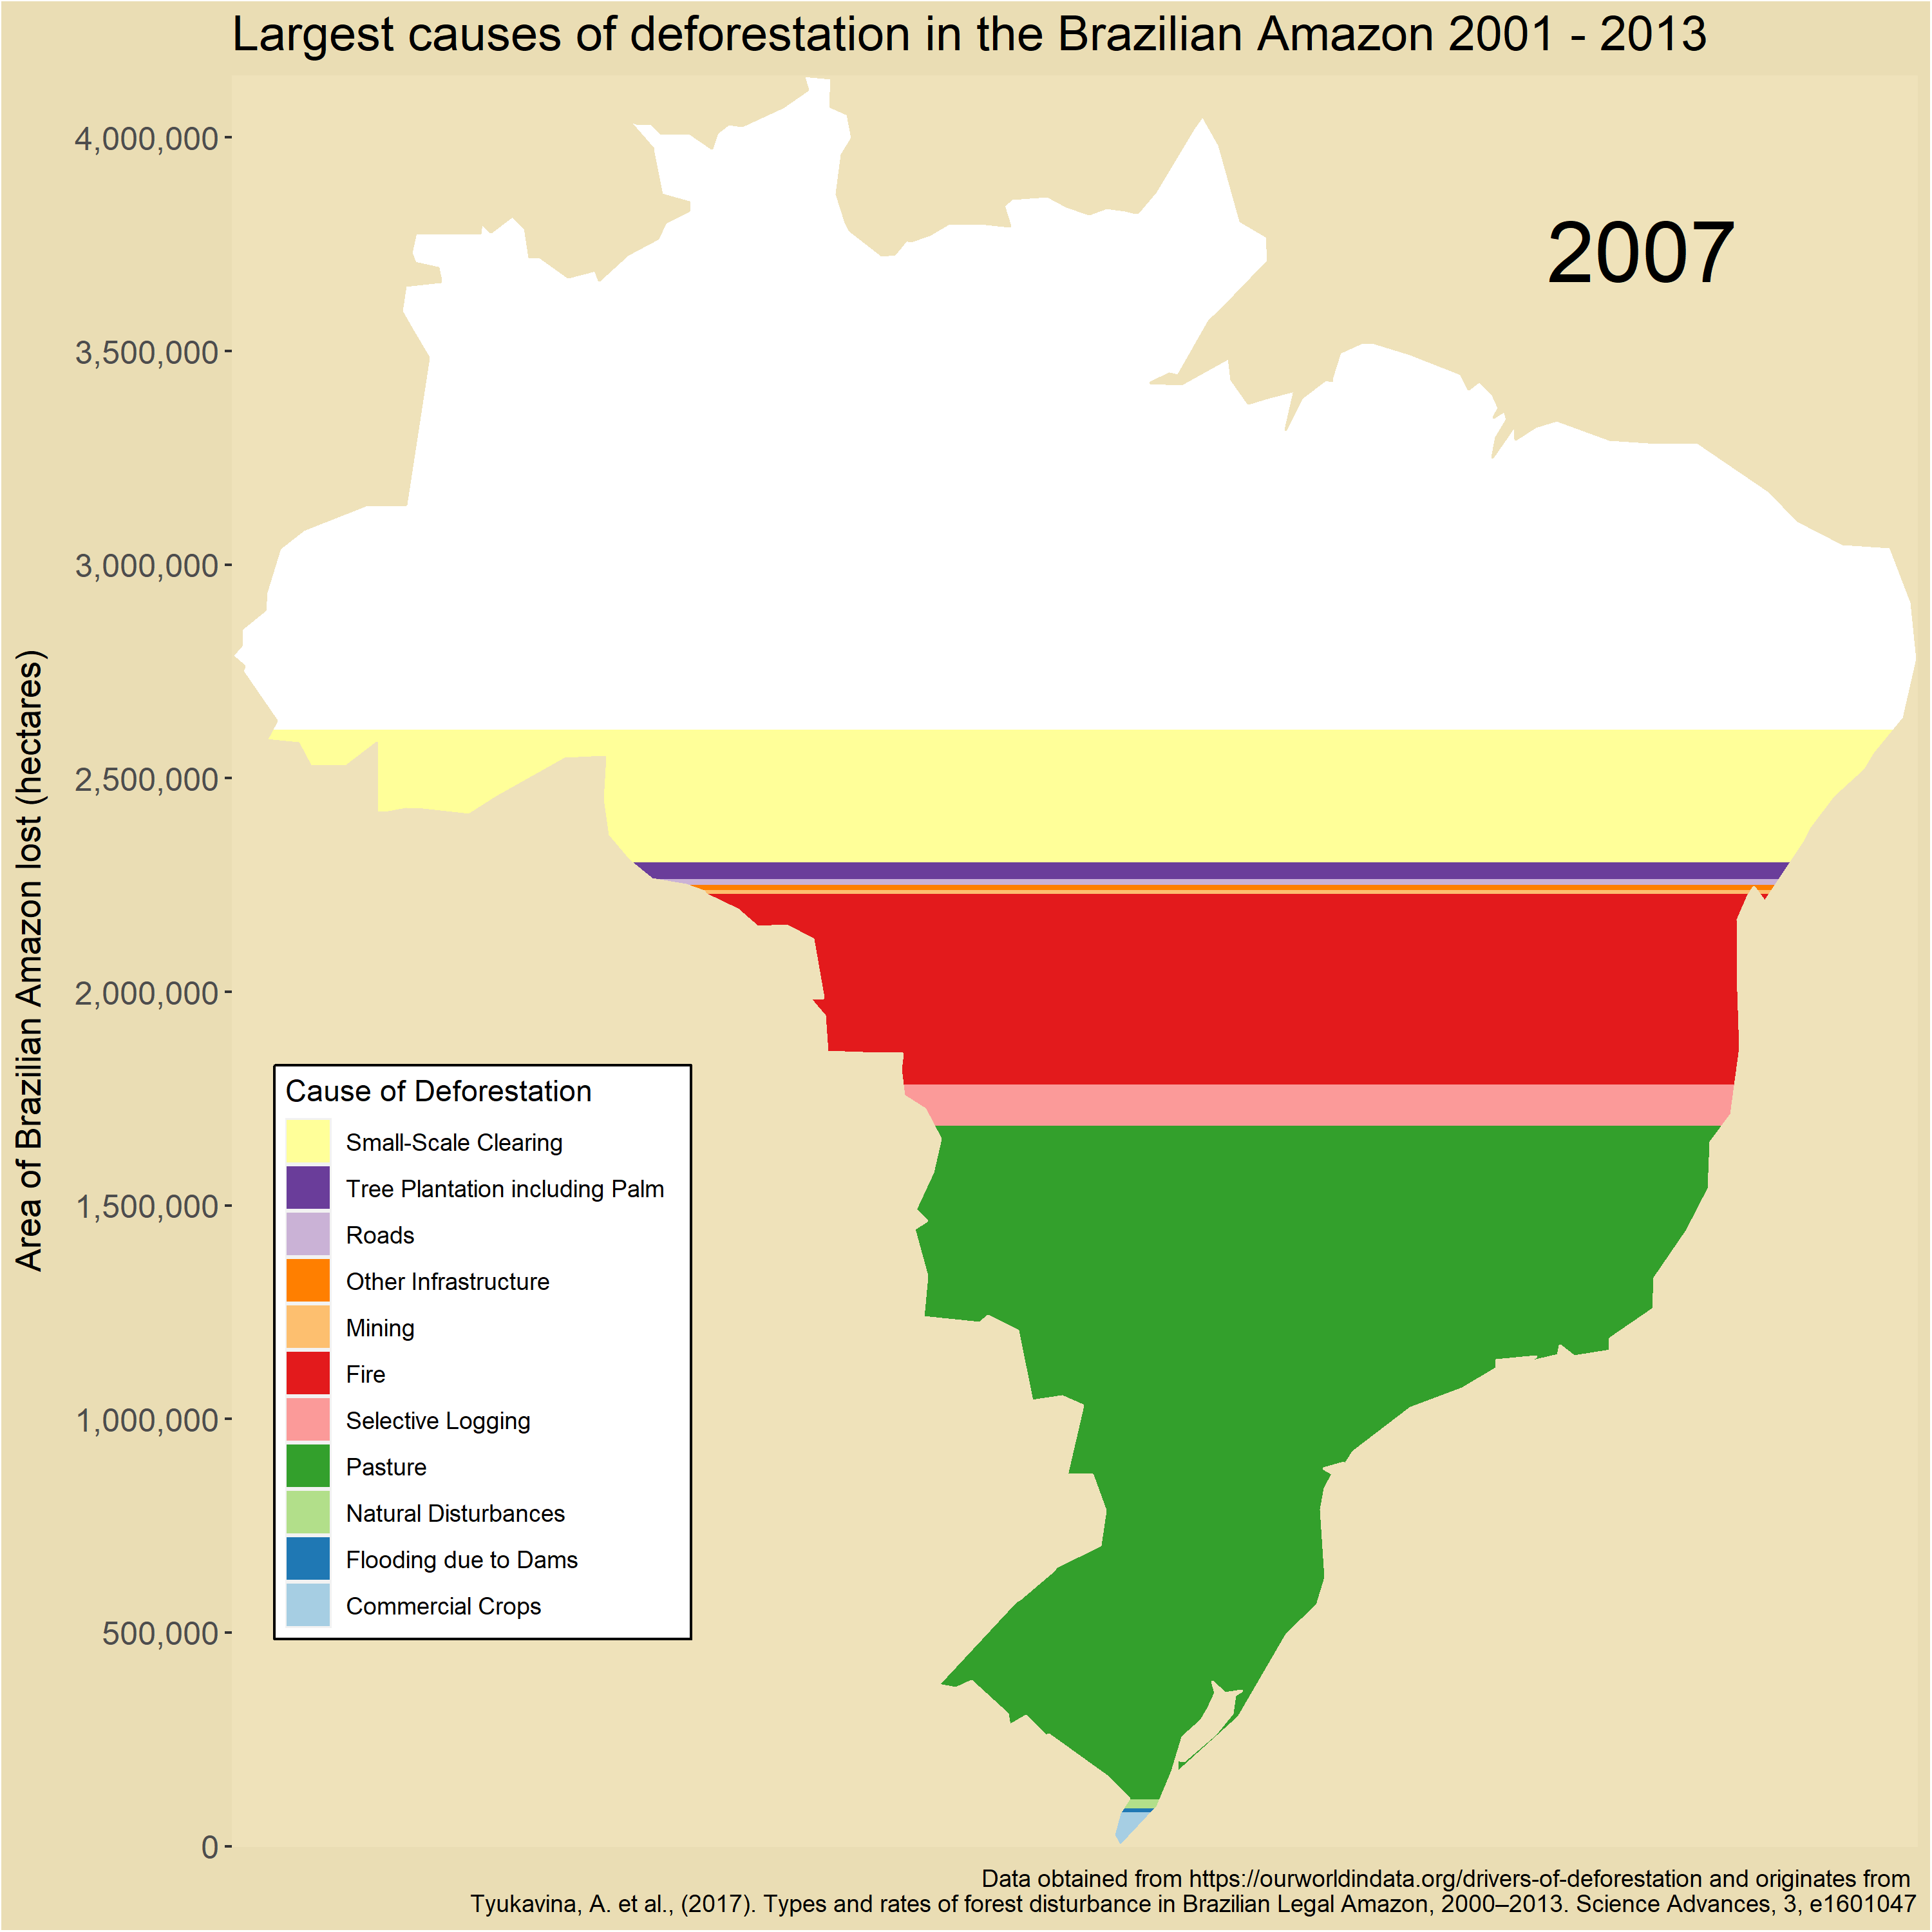 Largest causes of deforestation in the Brazilian Amazon 2001 - 2013
2007
Area of Brazilian Amazon lost (hectares)
4,000,000
3,500,000
3,000,000
2,500,000
2,000,000
1,500,000
1,000,000
500,000
0
Cause of Deforestation
Small-Scale Clearing
Tree Plantation including Palm
Roads
Other Infrastructure
Mining
Fire
Selective Logging
Pasture
Natural Disturbances
Flooding due to Dams
Commercial Crops
Data obtained from https://ourworldindata.org/drivers-of-deforestation and originates from
Tyukavina, A. et al., (2017). Types and rates of forest disturbance in Brazilian Legal Amazon, 2000–2013. Science Advances, 3, e1601047